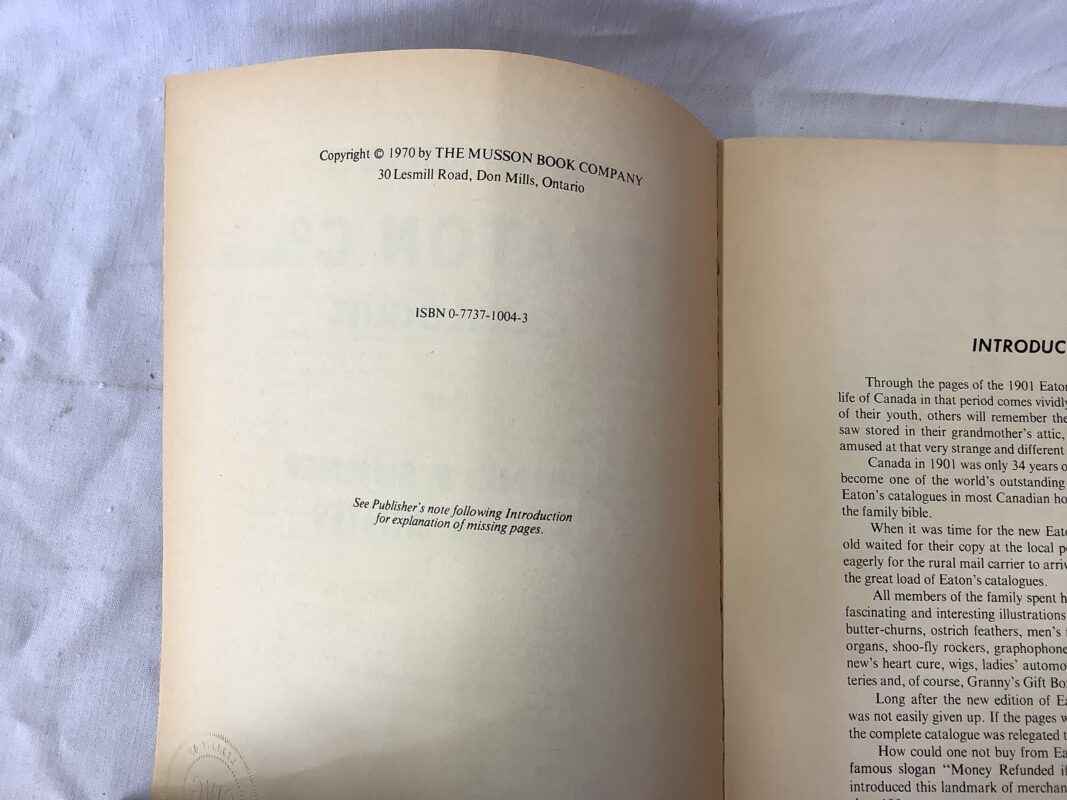 Copyright © 1970 by THE MUSSON BOOK COMPANY
30 Lesmill Road, Don Mills, Ontario
ISBN 0-7737-1004-3
See Publisher's note following Introduction
for explanation of missing pages.
INTRODUC
Through the pages of the 1901 Eaton
life of Canada in that period comes vividly
of their youth, others will remember the
saw stored in their grandmother's attic,
amused at that very strange and different
Canada in 1901 was only 34 years o
become one of the world's outstanding
Eaton's catalogues in most Canadian ho
the family bible.
When it was time for the new Eato
old waited for their copy at the local p
eagerly for the rural mail carrier to arriv
the great load of Eaton's catalogues.
All members of the family spent h
fascinating and interesting illustrations
butter-churns, ostrich feathers, men's
organs, shoo-fly rockers, graphophone
new's heart cure, wigs, ladies' automo
teries and, of course, Granny's Gift Bo
Long after the new edition of Ea
was not easily given up. If the pages w
the complete catalogue was relegated t
How could one not buy from Ea
famous slogan "Money Refunded if
introduced this landmark of merchan